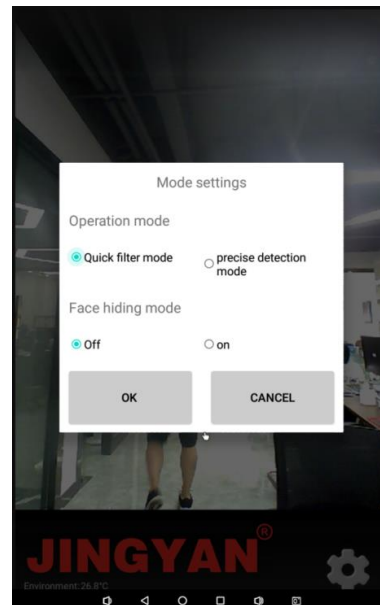 Mode settings
Operation mode
Quick filter mode
precise detection
mode
Face hiding mode
Off
on
OK
CANCEL
JINGYAN®
Environment:26.8°C